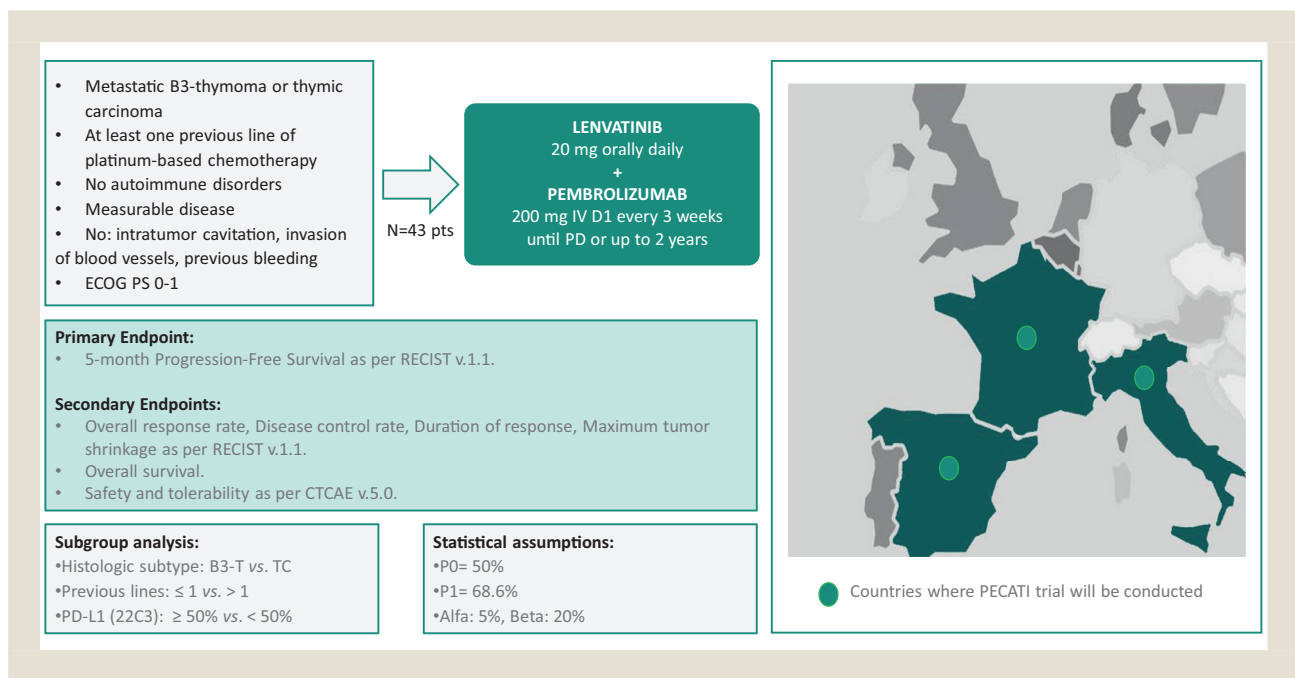 • Metastatic B3-thymoma or thymic
carcinoma
• At least one previous line of
platinum-based chemotherapy
• No autoimmune disorders
• Measurable disease
• No: intratumor cavitation, invasion
of blood vessels, previous bleeding
• ECOG PS 0-1
N=43 pts
LENVATINIB
20 mg orally daily
+
PEMBROLIZUMAB
200 mg IV D1 every 3 weeks
until PD or up to 2 years
Primary Endpoint:
• 5-month Progression-Free Survival as per RECIST v.1.1.
Secondary Endpoints:
• Overall response rate, Disease control rate, Duration of response, Maximum tumor
shrinkage as per RECIST v.1.1.
• Overall survival.
• Safety and tolerability as per CTCAE v.5.0.
Subgroup analysis:
•Histologic subtype: B3-T vs. TC
•Previous lines: ≤ 1 vs. > 1
•PD-L1 (22C3): ≥ 50% vs. < 50%
Statistical assumptions:
•P0= 50%
•P1= 68.6%
•Alfa: 5%, Beta: 20%
Countries where PECATI trial will be conducted